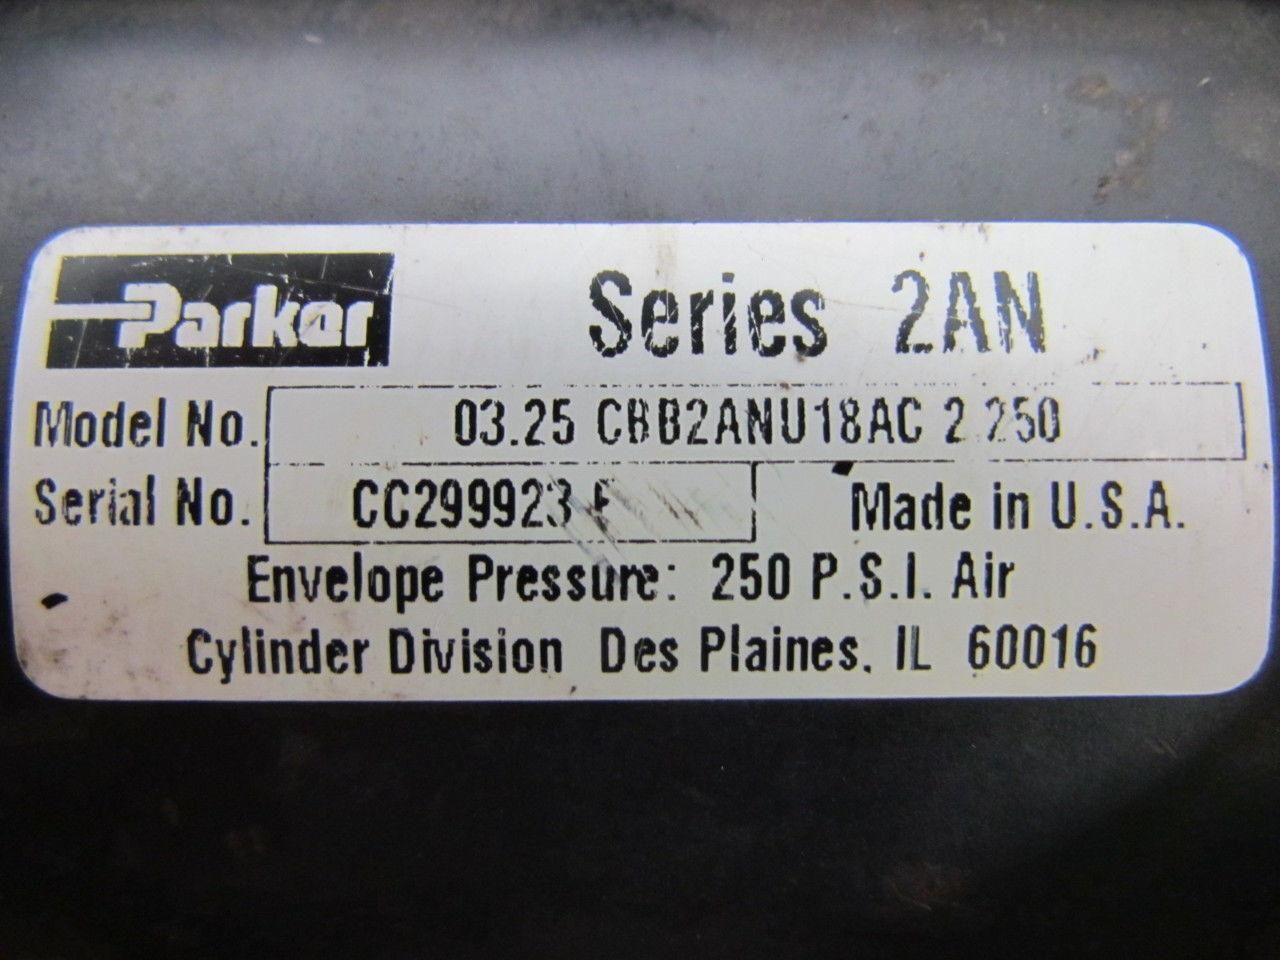 Parker Series 2AN
Model No. 03.25 CBB2ANU18AC 2.250
Serial No. CC299923 Made in U.S.A.
Envelope Pressure: 250 P.S.I. Air
Cylinder Division Des Plaines, IL 60016